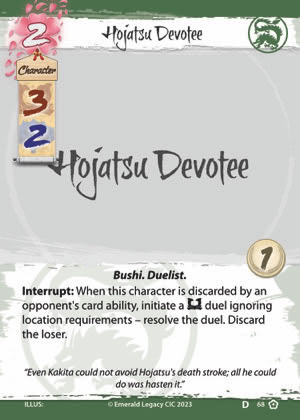 2
Hojatsu Devotee
Character
3
2
Hojatsu Devotee
1
Bushi. Duelist.
Interrupt: When this character is discarded by an
opponent's card ability, initiate a duel ignoring
location requirements – resolve the duel. Discard
the loser.
"Even Kakita could not avoid Hojatsu's death stroke; all he could
do was hasten it."
ILLUS:
© Emerald Legacy CIC 2023
D 68